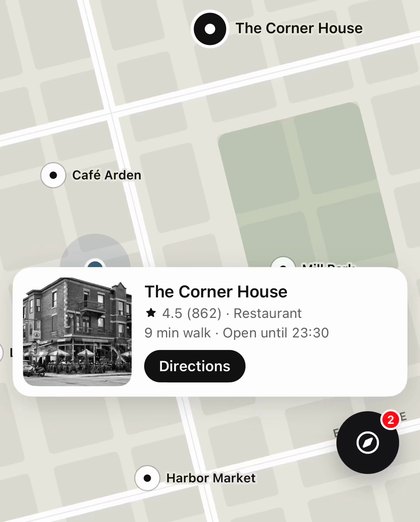 The Corner House
Café Arden
The Corner House
★ 4.5 (862) · Restaurant
9 min walk · Open until 23:30
Directions
2
Harbor Market